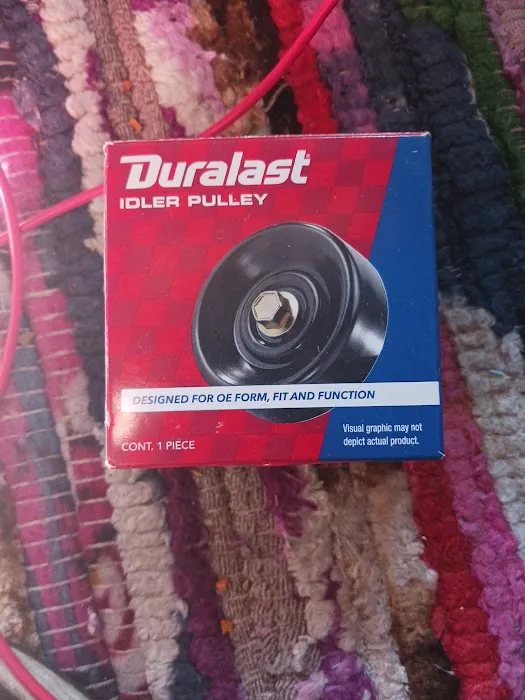 Duralast
IDLER PULLEY
DESIGNED FOR OE FORM, FIT AND FUNCTION
Visual graphic may not
depict actual product.
CONT. 1 PIECE